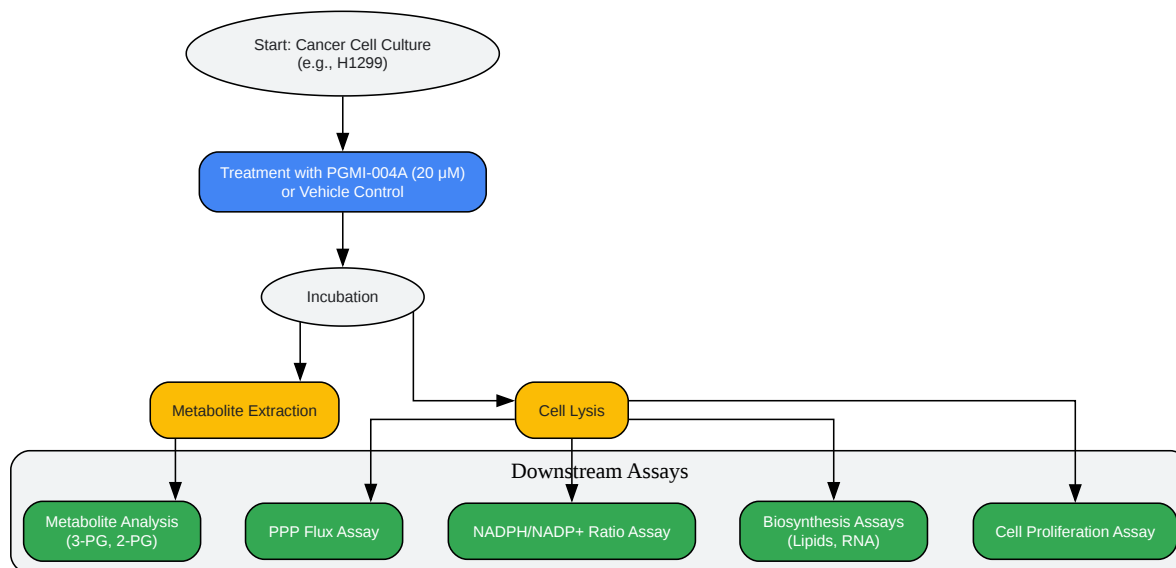 Start: Cancer Cell Culture
(e.g., H1299)
Treatment with PGMI-004A (20 μM)
or Vehicle Control
Incubation
Metabolite Extraction
Cell Lysis
Downstream Assays
Metabolite Analysis
(3-PG, 2-PG)
PPP Flux Assay
NADPH/NADP+ Ratio Assay
Biosynthesis Assays
(Lipids, RNA)
Cell Proliferation Assay